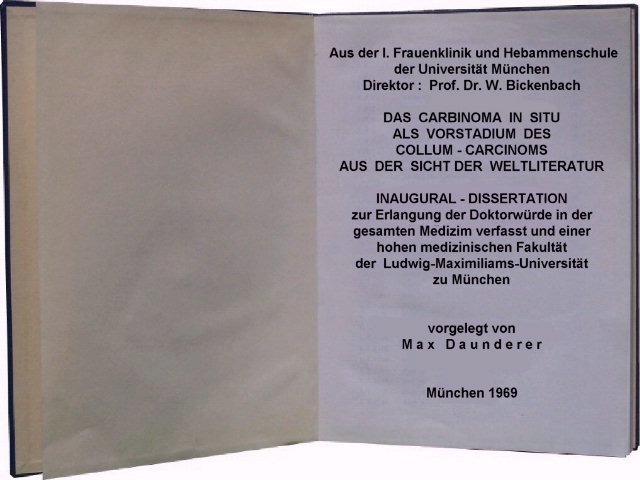 Aus der I. Frauenklinik und Hebammenschule
der Universität München
Direktor : Prof. Dr. W. Bickenbach
DAS CARBINOMA IN SITU
ALS VORSTADIUM DES
COLLUM - CARCINOMS
AUS DER SICHT DER WELTLITERATUR
INAUGURAL - DISSERTATION
zur Erlangung der Doktorwürde in der
gesamten Medizim verfasst und einer
hohen medizinischen Fakultät
der Ludwig-Maximiliams-Universität
zu München
vorgelegt von
Max Daunderer
München 1969